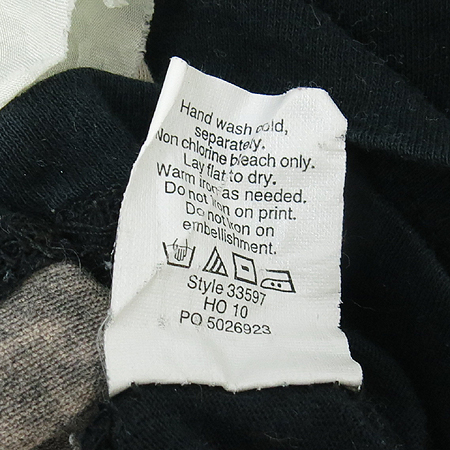 Hand wash cold,
separately.
Non chlorine bleach only.
Lay flat to dry.
Warm iron as needed.
Do not iron on print.
Do not iron on
embellishment.
Style 33597
HO 10
PO 5026923